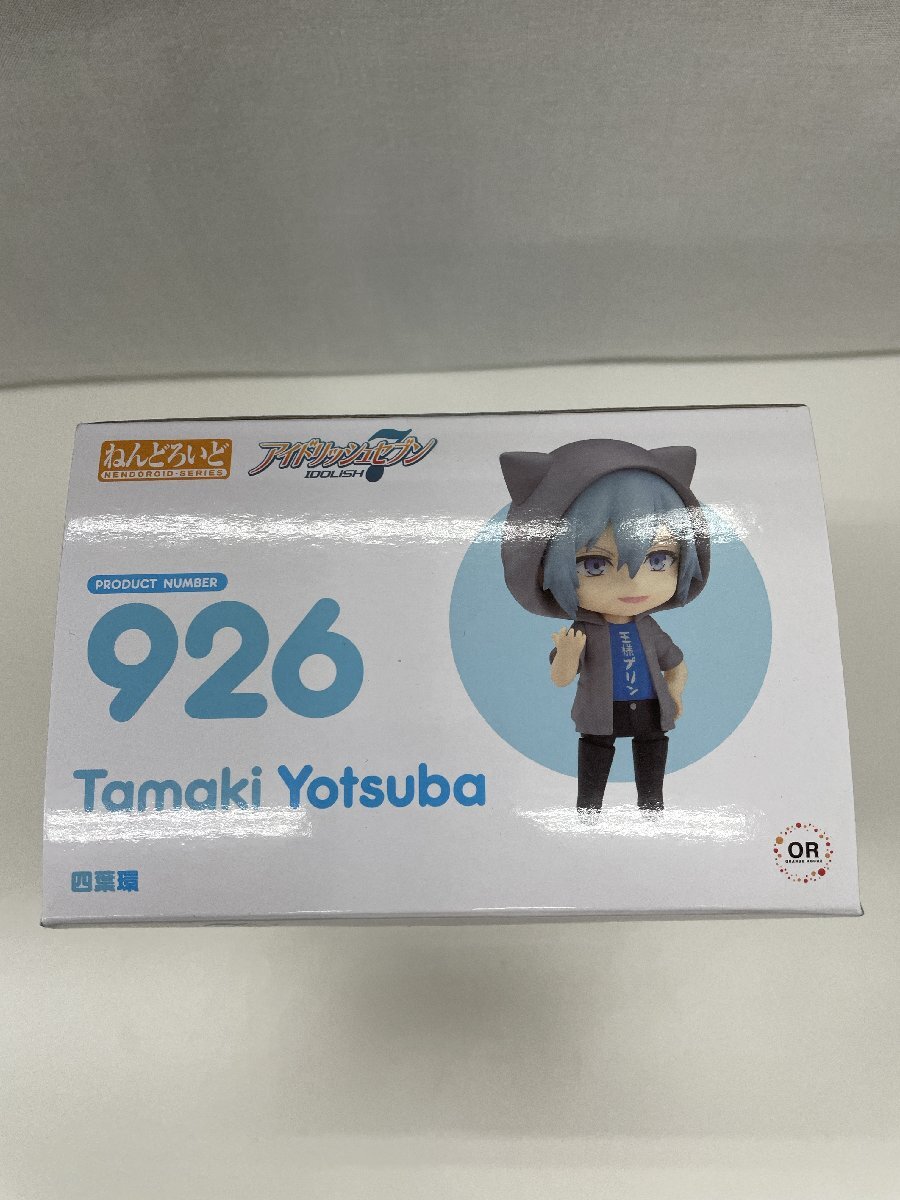 ねんどろいど
NENDOROID-SERIES
アイドリッシュセブン
IDOLISH7
PRODUCT NUMBER
926
王様プリン
Tamaki Yotsuba
四葉環
OR
ORANGE ROUGE